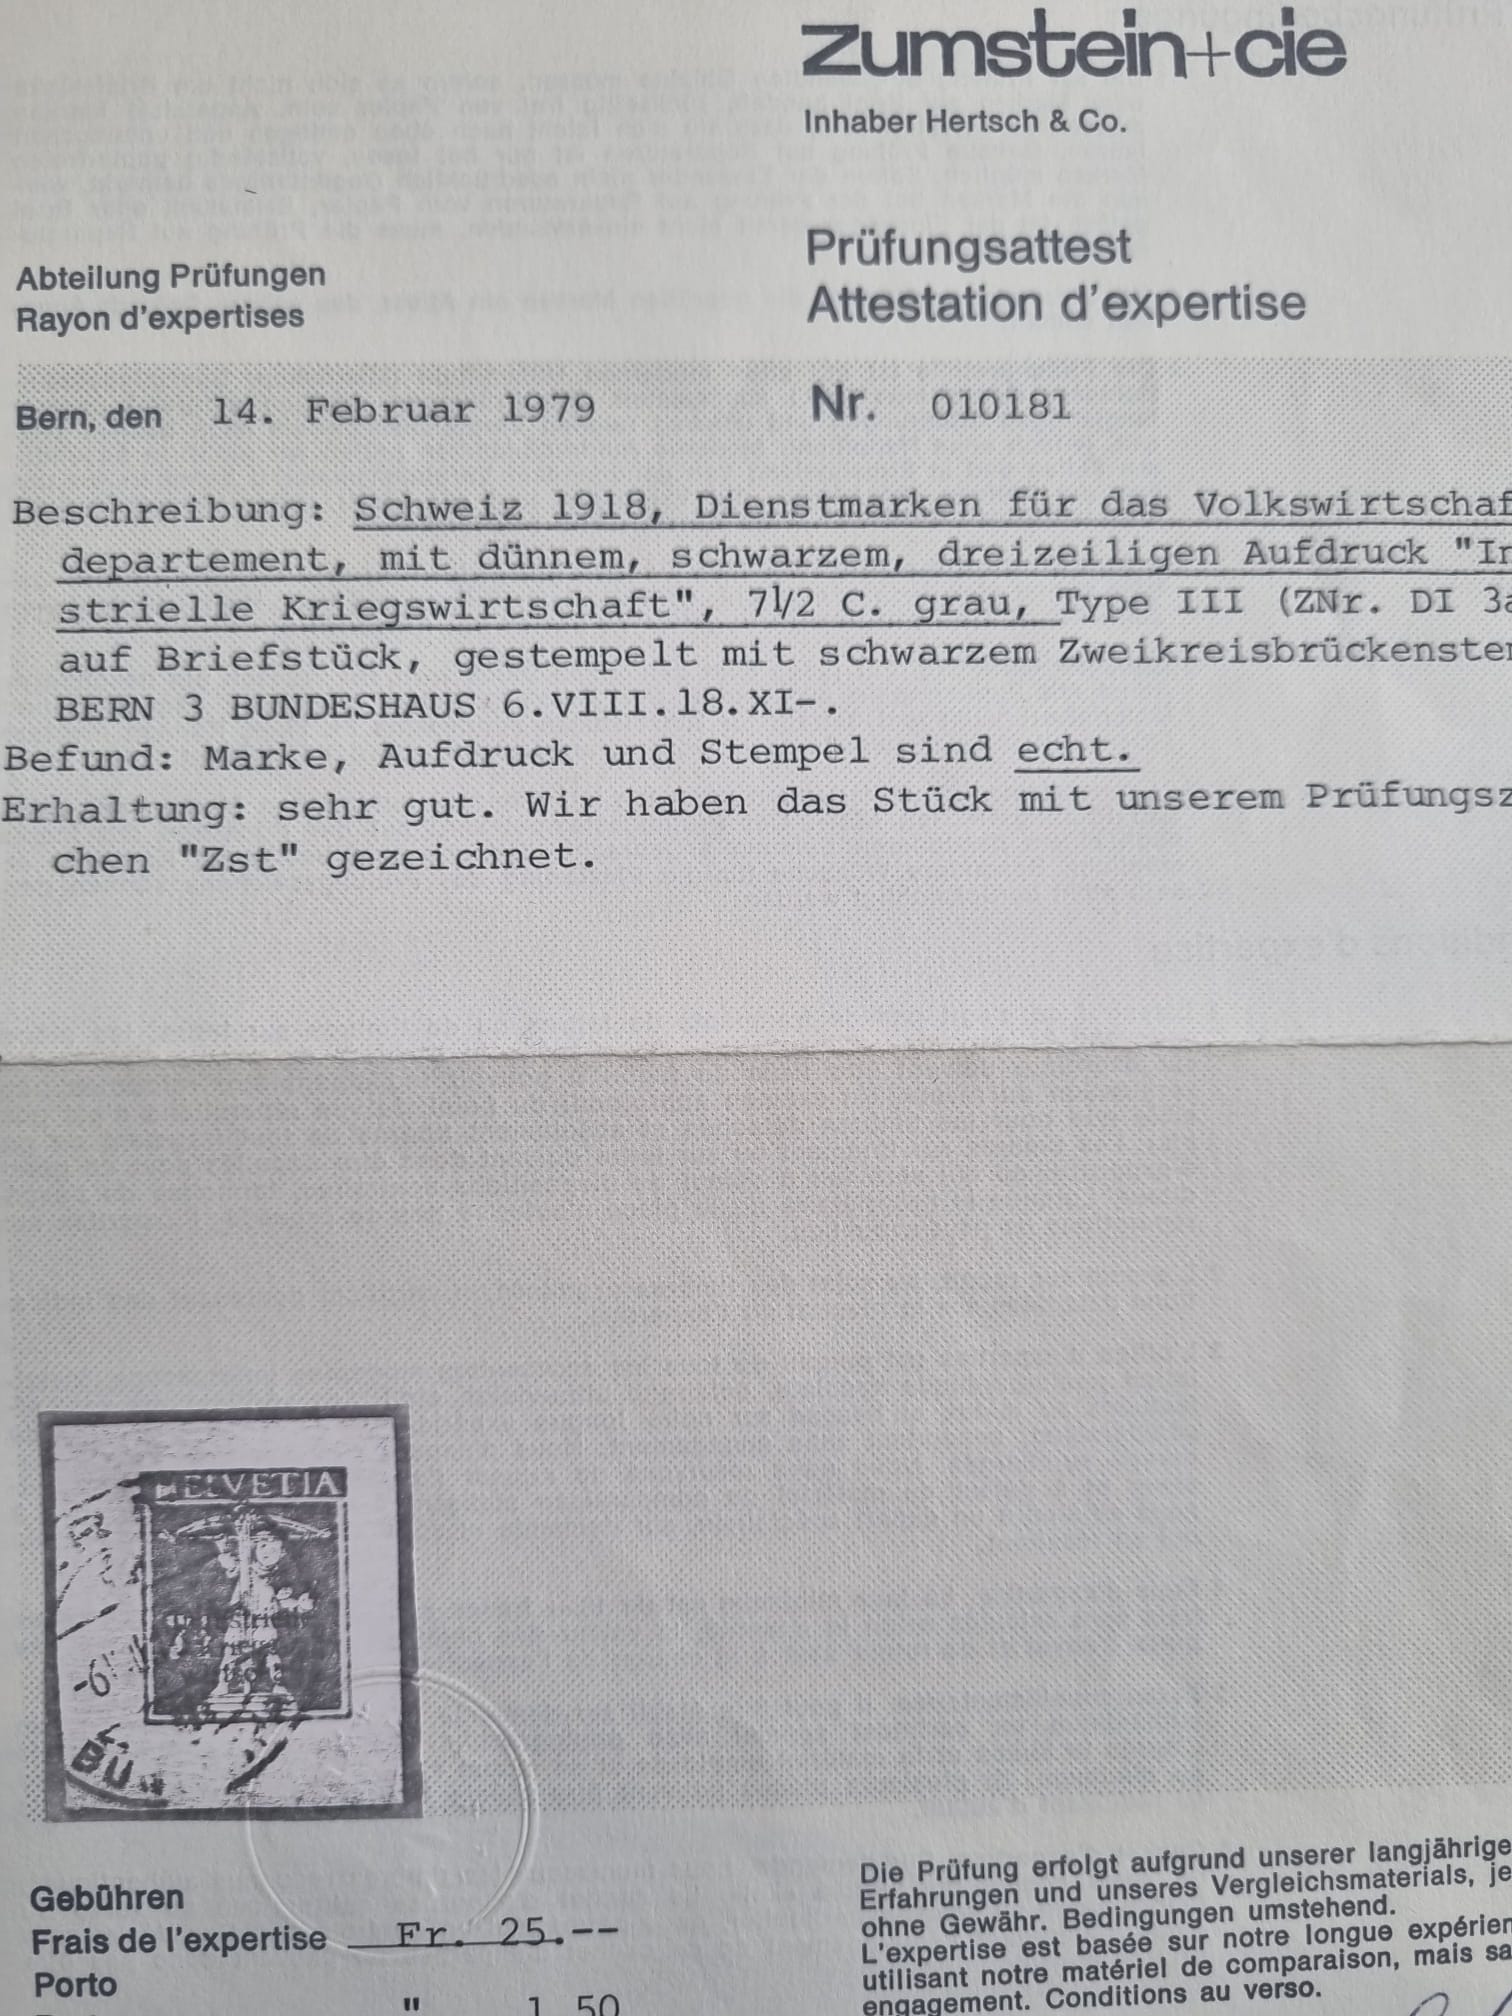 zumstein+cie
Inhaber Hertsch & Co.
Abteilung Prüfungen
Rayon d'expertises
Prüfungsattest
Attestation d'expertise
Bern, den 14. Februar 1979 Nr. 010181
Beschreibung: Schweiz 1918, Dienstmarken für das Volkswirtschaf
departement, mit dünnem, schwarzem, dreizeiligen Aufdruck "In
strielle Kriegswirtschaft", 7½ C. grau, Type III (ZNr. DI 3a
auf Briefstück, gestempelt mit schwarzem Zweikreisbrückenstem
BERN 3 BUNDESHAUS 6.VIII.18.XI-.
Befund: Marke, Aufdruck und Stempel sind echt.
Erhaltung: sehr gut. Wir haben das Stück mit unserem Prüfungsz
chen "Zst" gezeichnet.
HELVETIA
Industrielle
Kriegs
-6
BU
Gebühren
Frais de l'expertise Fr. 25.--
Porto
" 1.50
Die Prüfung erfolgt aufgrund unserer langjährige
Erfahrungen und unseres Vergleichsmaterials, je
ohne Gewähr. Bedingungen umstehend.
L'expertise est basée sur notre longue expérien
utilisant notre matériel de comparaison, mais sa
engagement. Conditions au verso.